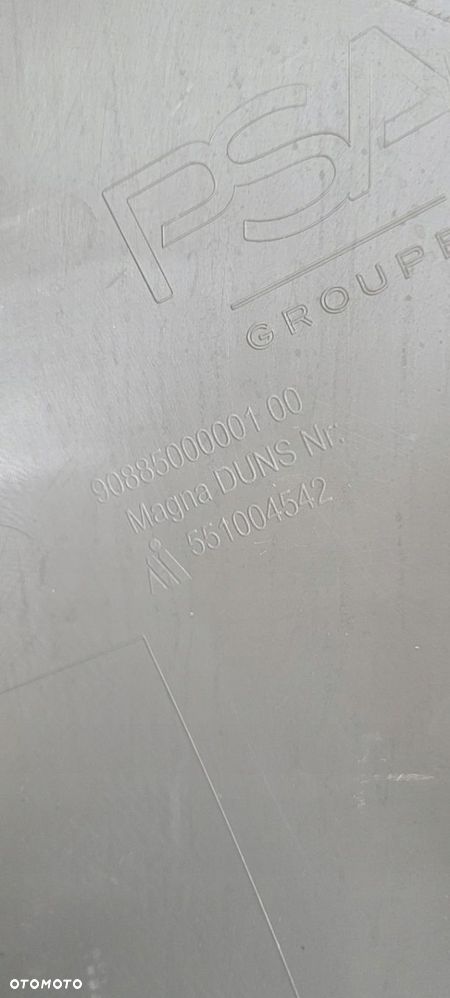 PSA
GROUPE
90885000001 00
Magna DUNS Nr.
551004542
OTOMOTO